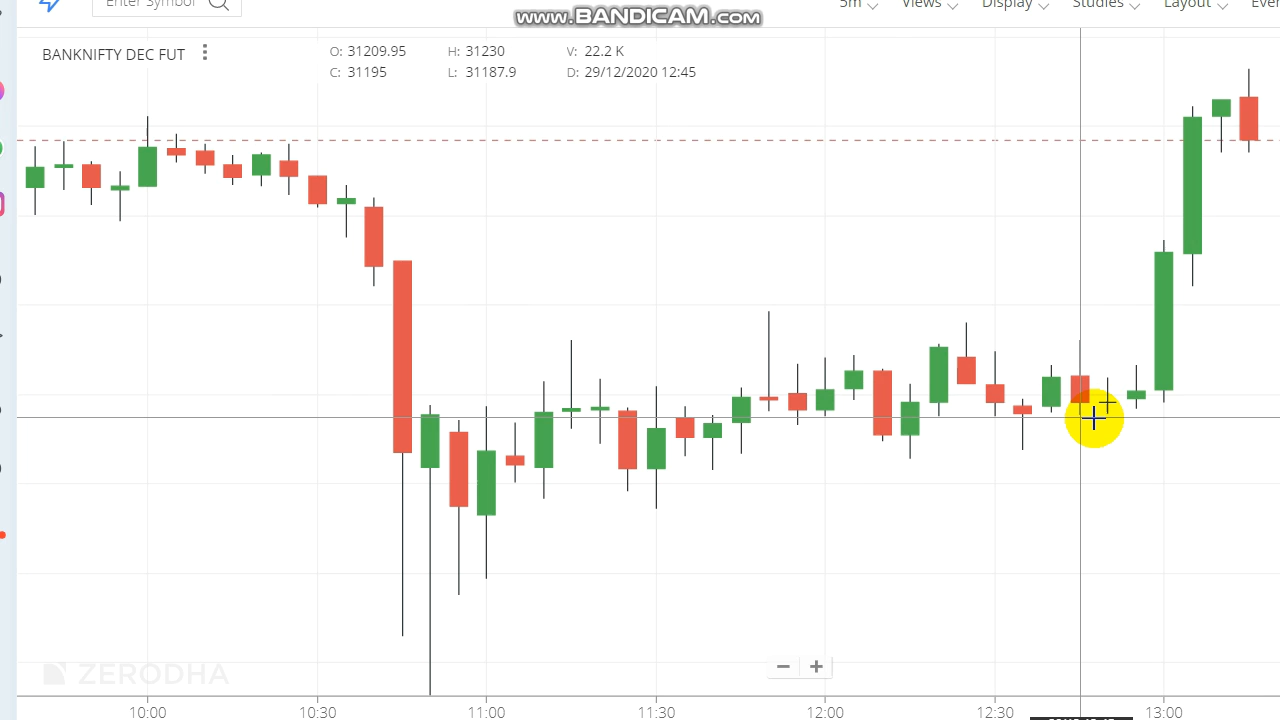 www.BANDICAM.com
Enter Symbol
5m Views Display Studies Layout
BANKNIFTY DEC FUT
O: 31209.95 H: 31230 V: 22.2 K
C: 31195 L: 31187.9 D: 29/12/2020 12:45
ZERODHA
10:00 10:30 11:00 11:30 12:00 12:30 13:00